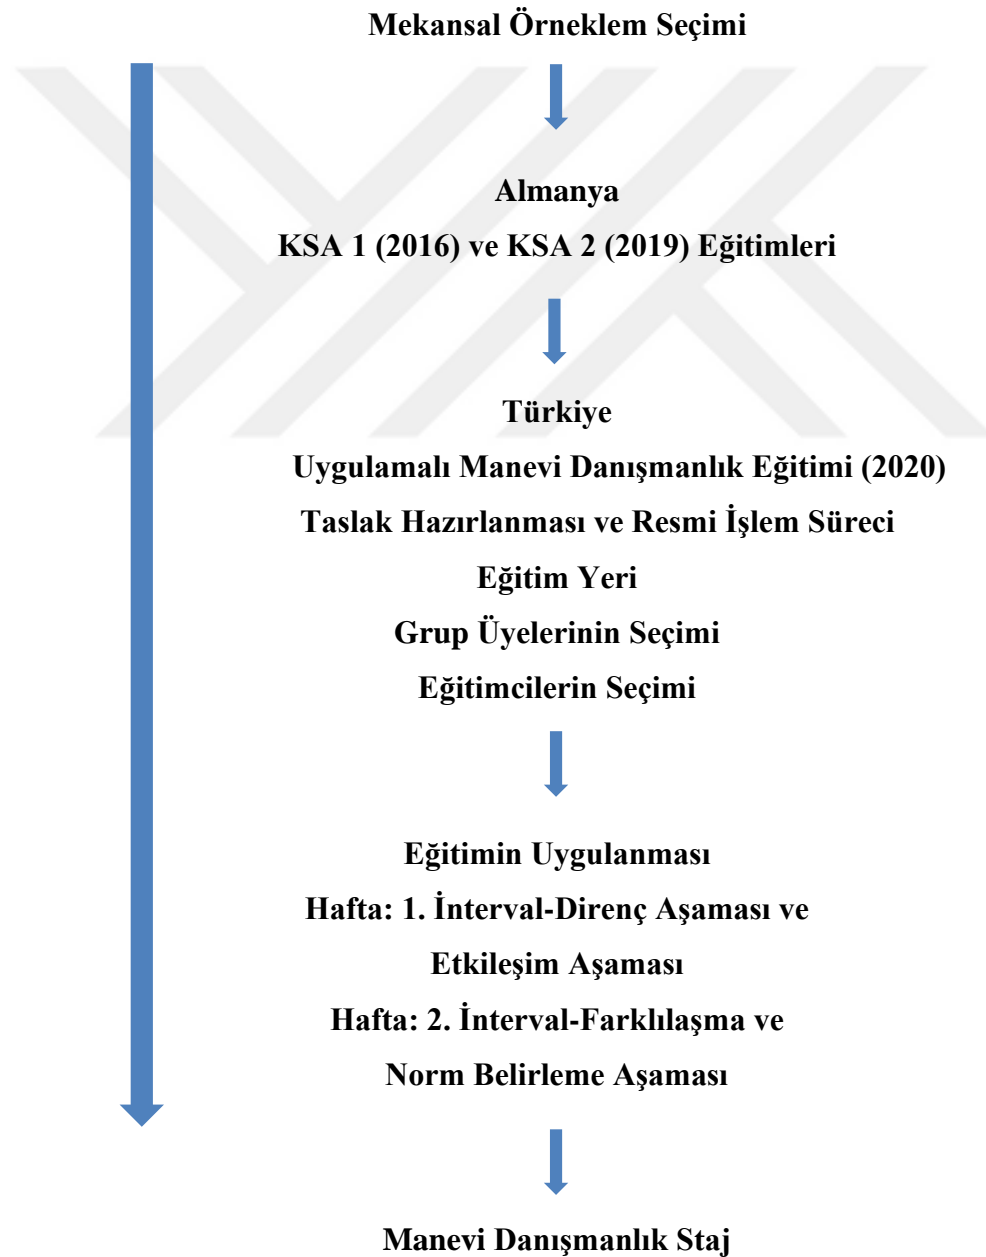 Mekansal Örneklem Seçimi
Almanya
KSA 1 (2016) ve KSA 2 (2019) Eğitimleri
Türkiye
Uygulamalı Manevi Danışmanlık Eğitimi (2020)
Taslak Hazırlanması ve Resmi İşlem Süreci
Eğitim Yeri
Grup Üyelerinin Seçimi
Eğitimcilerin Seçimi
Eğitimin Uygulanması
Hafta: 1. İnterval-Direnç Aşaması ve
Etkileşim Aşaması
Hafta: 2. İnterval-Farklılaşma ve
Norm Belirleme Aşaması
Manevi Danışmanlık Staj